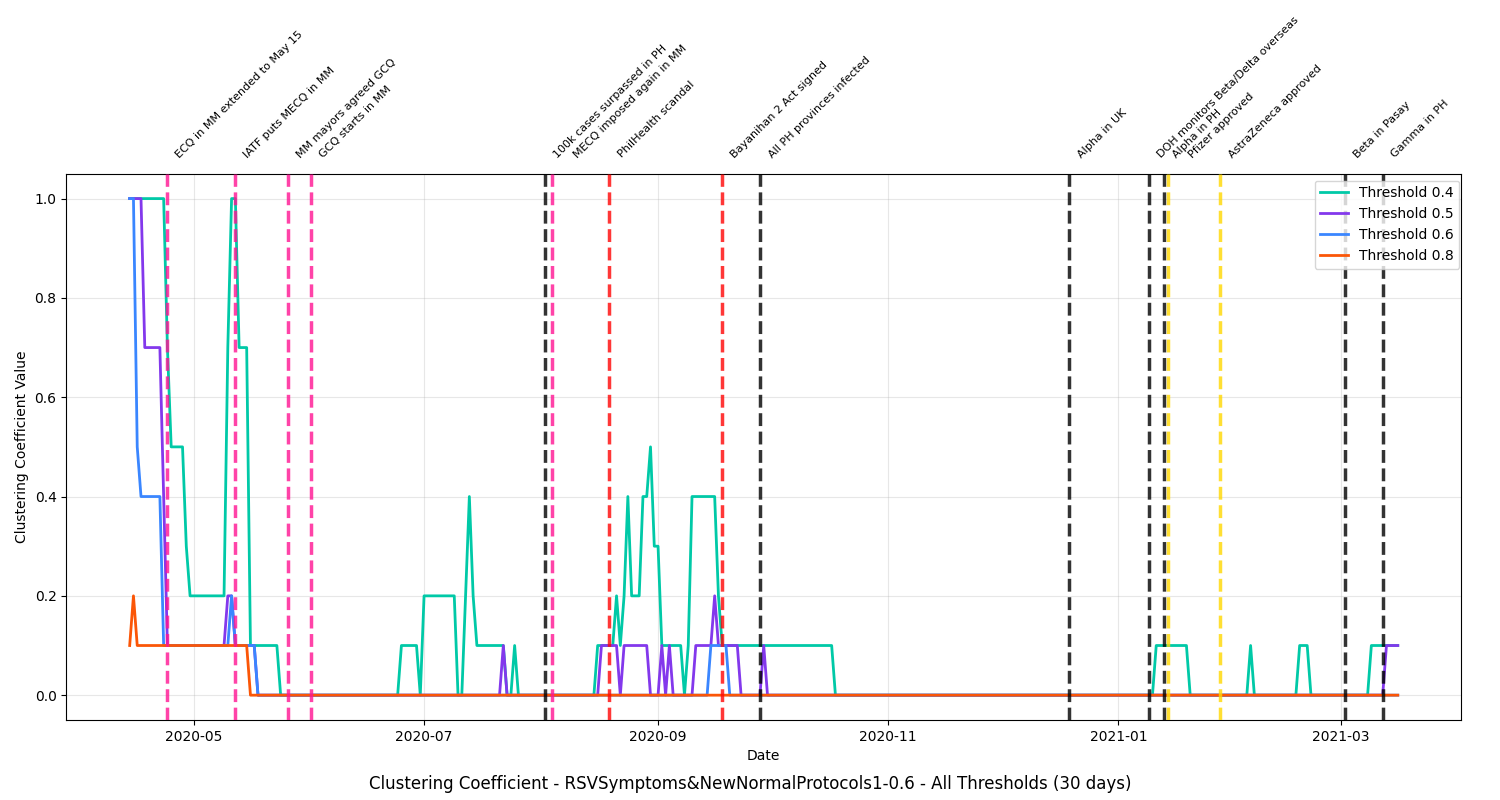 ECQ in MM extended to May 15
IATF puts MECQ in MM
MM mayors agreed GCQ
GCQ starts in MM
100k cases surpassed in PH
MECQ imposed again in MM
PhilHealth scandal
Bayanihan 2 Act signed
All PH provinces infected
Alpha in UK
DOH monitors Beta/Delta overseas
Alpha in PH
Pfizer approved
AstraZeneca approved
Beta in Pasay
Gamma in PH
Threshold 0.4
Threshold 0.5
Threshold 0.6
Threshold 0.8
Clustering Coefficient Value
1.0
0.8
0.6
0.4
0.2
0.0
2020-05
2020-07
2020-09
2020-11
2021-01
2021-03
Date
Clustering Coefficient - RSVSymptoms&NewNormalProtocols1-0.6 - All Thresholds (30 days)